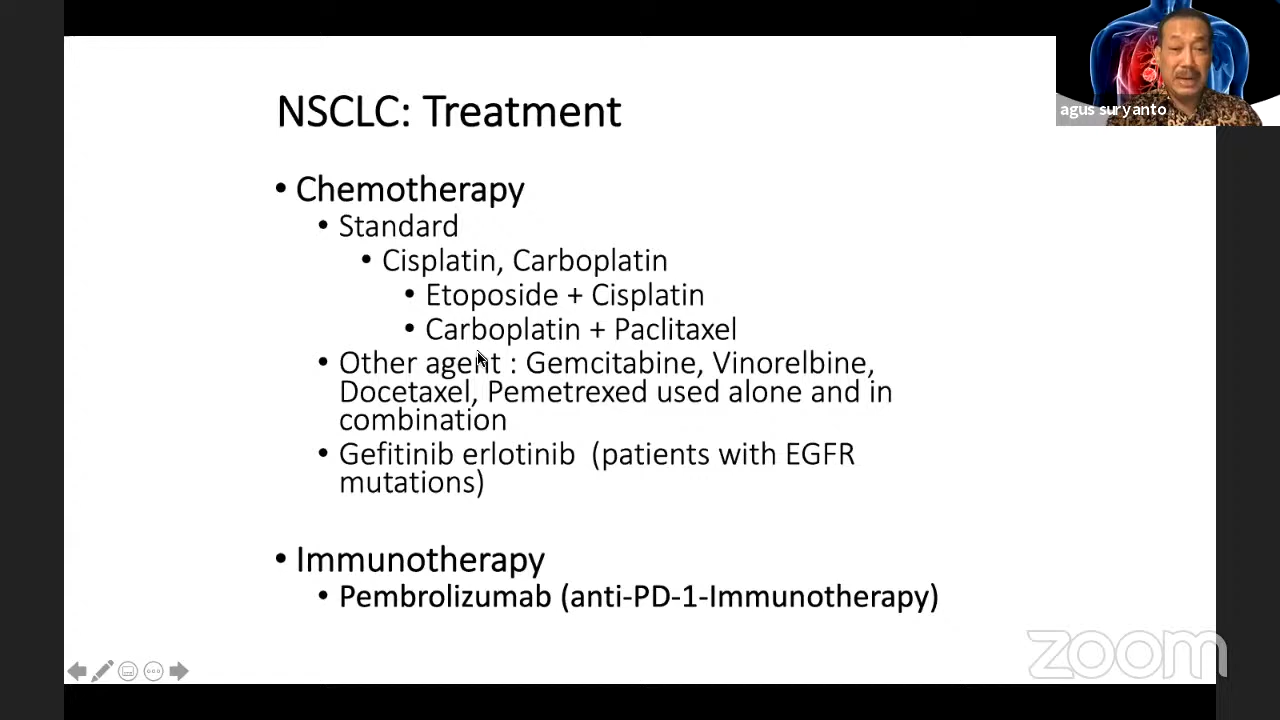 NSCLC: Treatment
agus suryanto
• Chemotherapy
• Standard
• Cisplatin, Carboplatin
• Etoposide + Cisplatin
• Carboplatin + Paclitaxel
• Other agent : Gemcitabine, Vinorelbine,
Docetaxel, Pemetrexed used alone and in
combination
• Gefitinib erlotinib (patients with EGFR
mutations)
• Immunotherapy
• Pembrolizumab (anti-PD-1-Immunotherapy)
zoom